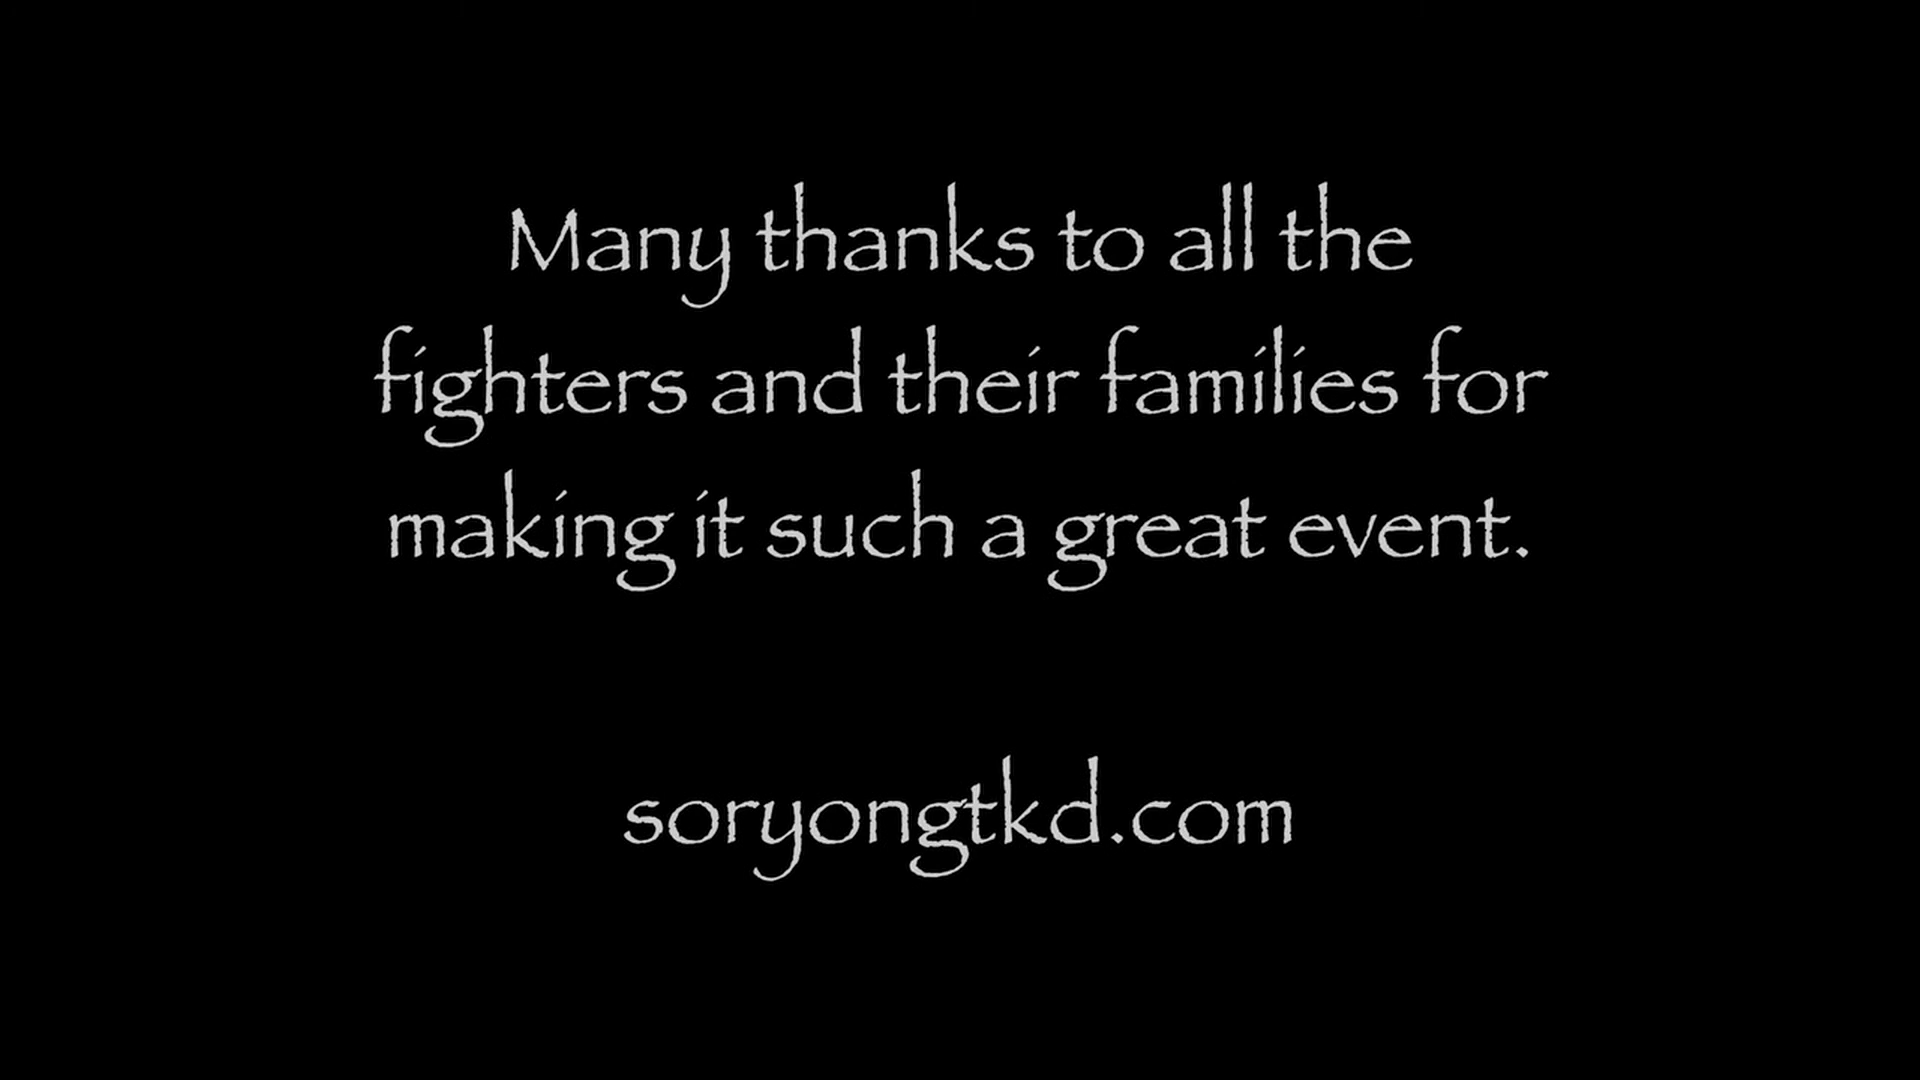 Many thanks to all the
fighters and their families for
making it such a great event.
soryongtkd.com